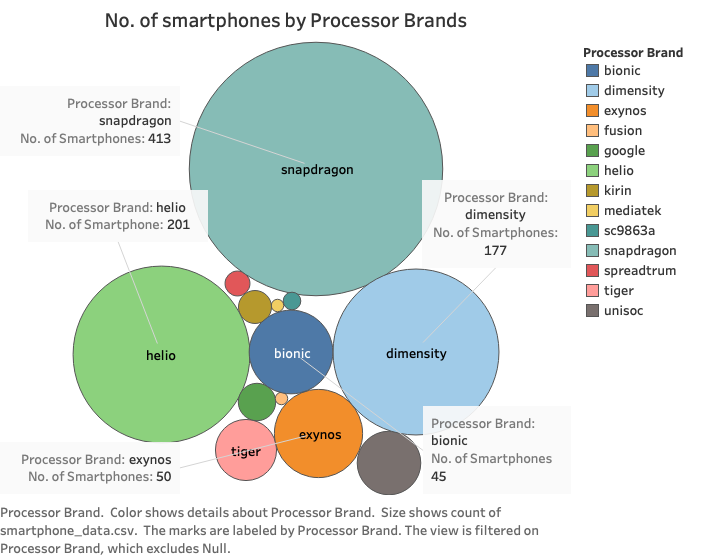 No. of smartphones by Processor Brands
Processor Brand
bionic
dimensity
exynos
fusion
google
helio
kirin
mediatek
sc9863a
snapdragon
spreadtrum
tiger
unisoc
Processor Brand:
snapdragon
No. of Smartphones: 413
snapdragon
Processor Brand: helio
No. of Smartphone: 201
Processor Brand:
dimensity
No. of Smartphones:
177
helio
bionic
dimensity
exynos
tiger
Processor Brand:
bionic
No. of Smartphones
45
Processor Brand: exynos
No. of Smartphones: 50
Processor Brand.  Color shows details about Processor Brand.  Size shows count of
smartphone_data.csv.  The marks are labeled by Processor Brand. The view is filtered on
Processor Brand, which excludes Null.